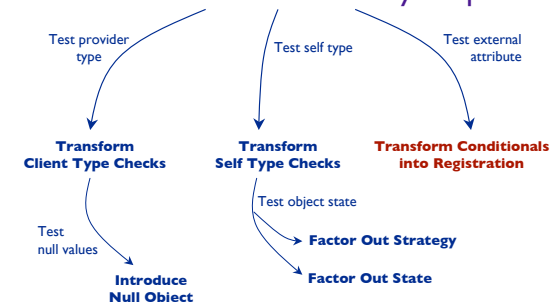 Test provider
type
Test self type
Test external
attribute
Transform
Client Type Checks
Transform
Self Type Checks
Transform Conditionals
into Registration
Test object state
Test
null values
Factor Out Strategy
Factor Out State
Introduce
Null Object